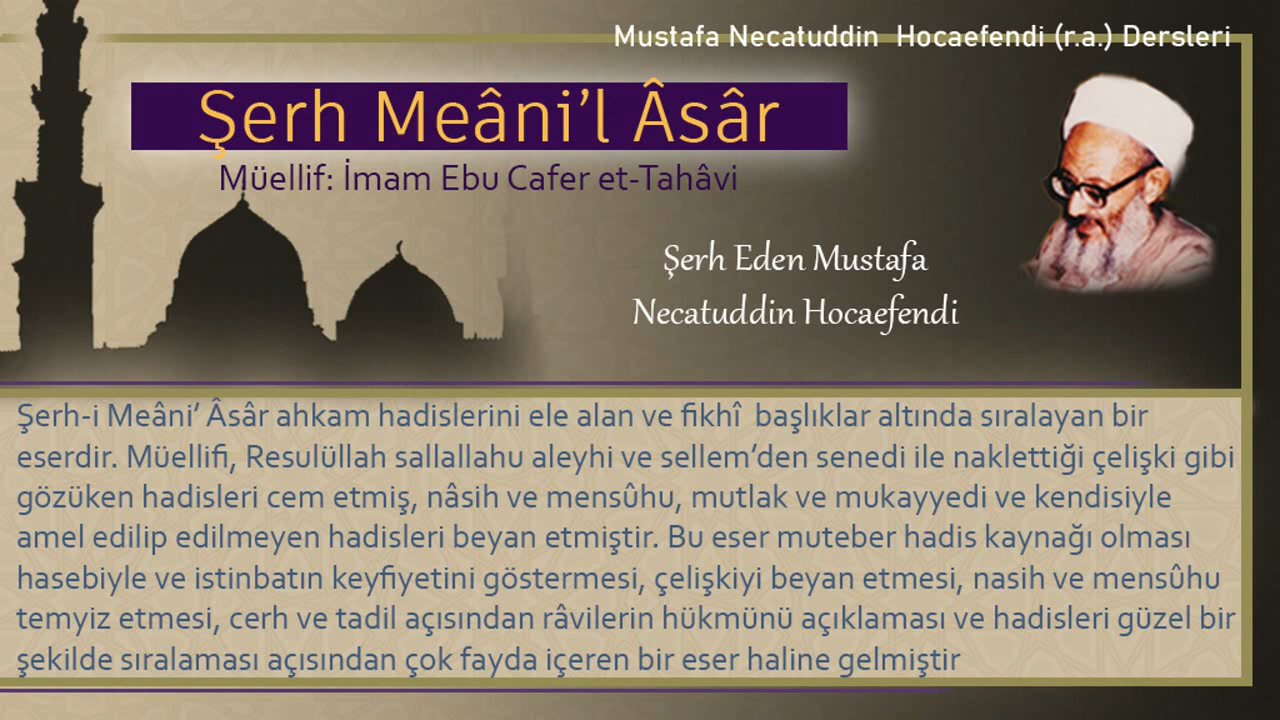 Mustafa Necatuddin Hocaefendi (r.a.) Dersleri
Şerh Meâni’l Âsâr
Müellif: İmam Ebu Cafer et-Tahâvi
Şerh Eden Mustafa
Necatuddin Hocaefendi
Şerh-i Meâni’ Âsâr ahkam hadislerini ele alan ve fikhî başlıklar altında sıralayan bir
eserdir. Müellifi, Resulüllah sallallahu aleyhi ve sellem’den senedi ile naklettiği çelişki gibi
gözüken hadisleri cem etmiş, nâsih ve mensûhu, mutlak ve mukayyedi ve kendisiyle
amel edilip edilmeyen hadisleri beyan etmiştir. Bu eser muteber hadis kaynağı olması
hasebiyle ve istinbatın keyfiyetini göstermesi, çelişkiyi beyan etmesi, nasih ve mensûhu
temyiz etmesi, cerh ve tadil açısından râvilerin hükmünü açıklaması ve hadisleri güzel bir
şekilde sıralaması açısından çok fayda içeren bir eser haline gelmiştir